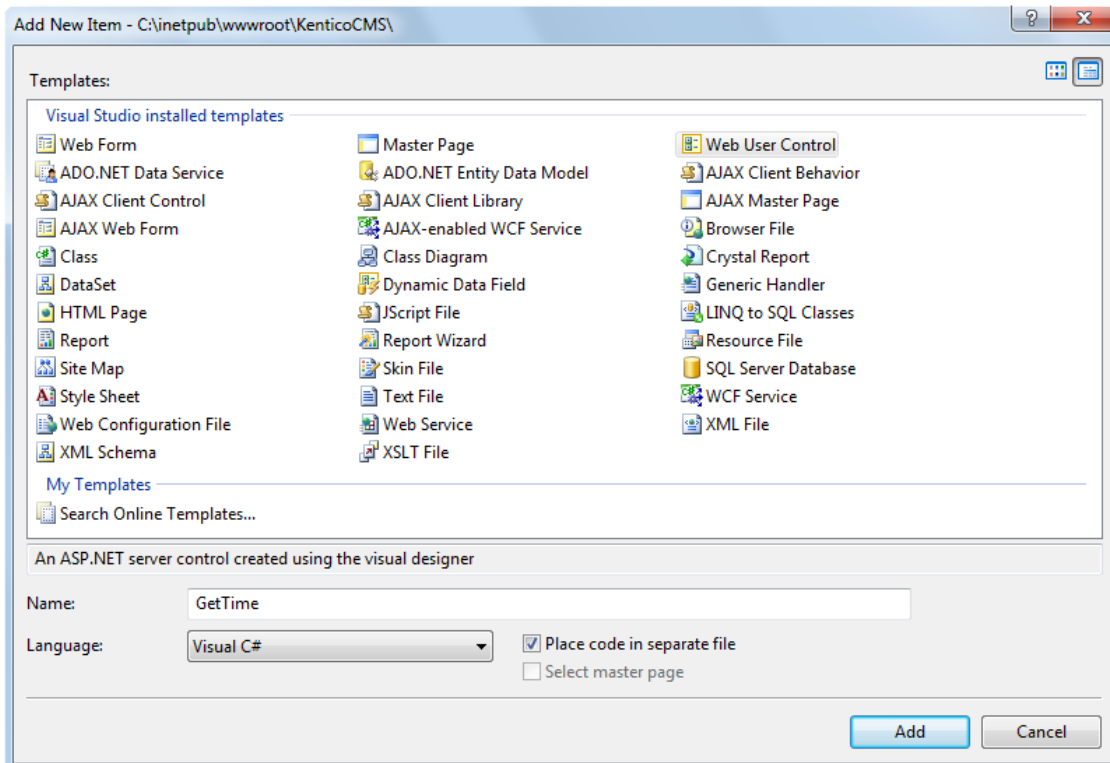 Add New Item - C:\inetpub\wwwroot\KenticoCMS\
Templates:
Visual Studio installed templates
Web Form Master Page Web User Control
ADO.NET Data Service ADO.NET Entity Data Model AJAX Client Behavior
AJAX Client Control AJAX Client Library AJAX Master Page
AJAX Web Form AJAX-enabled WCF Service Browser File
Class Class Diagram Crystal Report
DataSet Dynamic Data Field Generic Handler
HTML Page JScript File LINQ to SQL Classes
Report Report Wizard Resource File
Site Map Skin File SQL Server Database
Style Sheet Text File WCF Service
Web Configuration File Web Service XML File
XML Schema XSLT File
My Templates
Search Online Templates...
An ASP.NET server control created using the visual designer
Name: GetTime
Language: Visual C# Place code in separate file
Select master page
Add Cancel